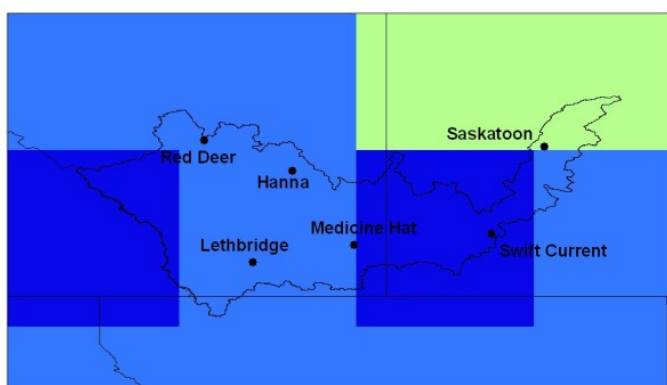 Saskatoon
Red Deer
Hanna
Medicine Hat
Lethbridge
Swift Current